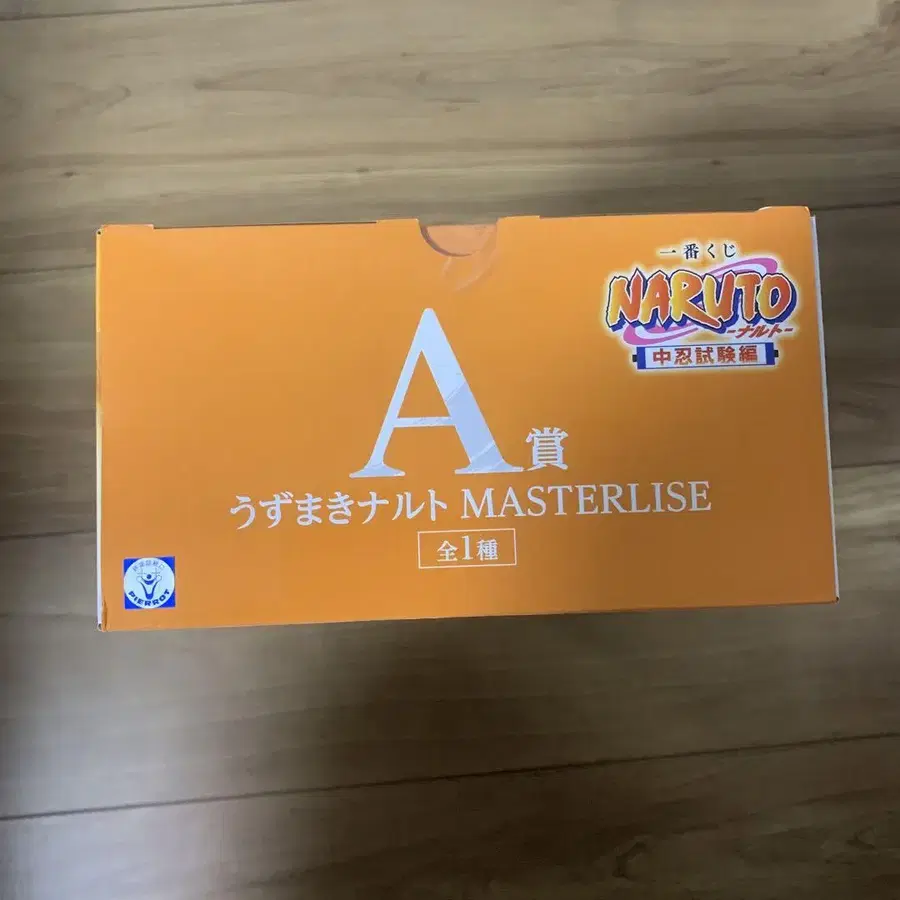 一番くじ
NARUTO
-ナルト-
中忍試験編
A賞
うずまきナルト MASTERLISE
全1種
PIERROT